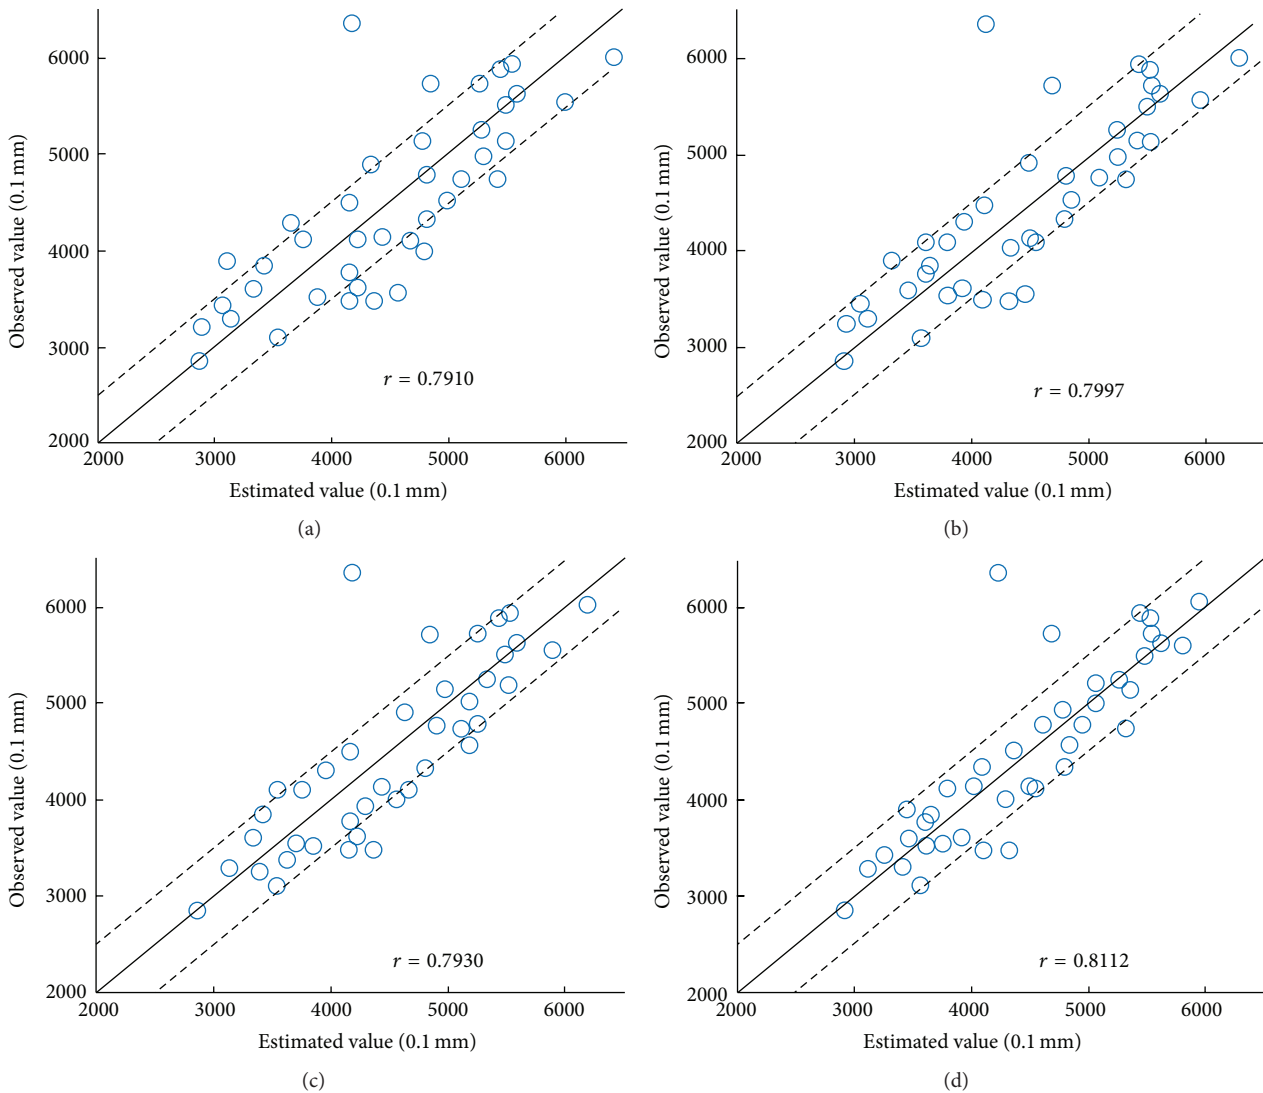 6000
5000
4000
3000
2000
Observed value (0.1 mm)
r = 0.7910
2000 3000 4000 5000 6000
Estimated value (0.1 mm)
(a)
6000
5000
4000
3000
2000
Observed value (0.1 mm)
r = 0.7997
2000 3000 4000 5000 6000
Estimated value (0.1 mm)
(b)
6000
5000
4000
3000
2000
Observed value (0.1 mm)
r = 0.7930
2000 3000 4000 5000 6000
Estimated value (0.1 mm)
(c)
6000
5000
4000
3000
2000
Observed value (0.1 mm)
r = 0.8112
2000 3000 4000 5000 6000
Estimated value (0.1 mm)
(d)